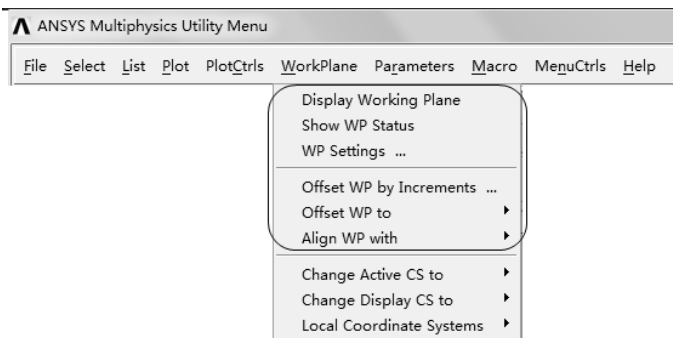 ANSYS Multiphysics Utility Menu
File Select List Plot PlotCtrls WorkPlane Parameters Macro MenuCtrls Help
Display Working Plane
Show WP Status
WP Settings ...
Offset WP by Increments ...
Offset WP to
Align WP with
Change Active CS to
Change Display CS to
Local Coordinate Systems